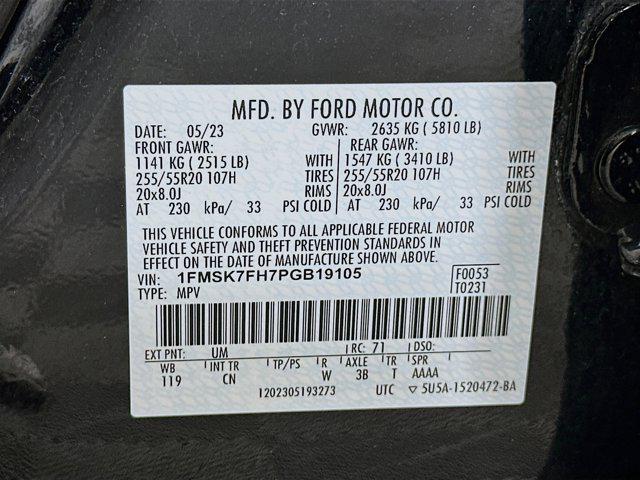 MFD. BY FORD MOTOR CO.
DATE: 05/23 GVWR: 2635 KG ( 5810 LB)
FRONT GAWR: REAR GAWR:
1141 KG ( 2515 LB) WITH 1547 KG ( 3410 LB) WITH
255/55R20 107H TIRES 255/55R20 107H TIRES
20x8.0J RIMS 20x8.0J RIMS
AT 230 kPa/ 33 PSI COLD AT 230 kPa/ 33 PSI COLD
THIS VEHICLE CONFORMS TO ALL APPLICABLE FEDERAL MOTOR
VEHICLE SAFETY AND THEFT PREVENTION STANDARDS IN
EFFECT ON THE DATE OF MANUFACTURE SHOWN ABOVE.
VIN: 1FMSK7FH7PGB19105 F0053
TYPE: MPV T0231
EXT PNT: UM RC: 71 DSO:
WB INT TR TP/PS R AXLE TR SPR
119 CN W 3B T AAAA
1202305193273 UTC ▽ 5U5A-1520472-BA